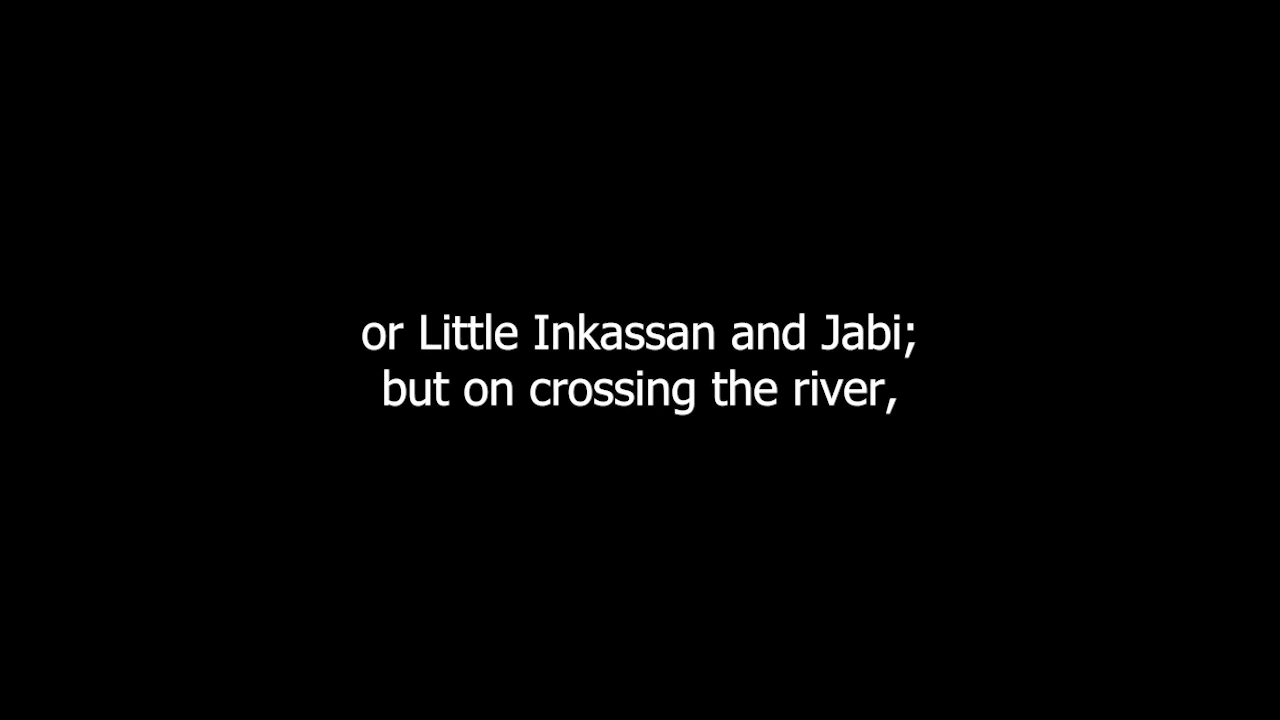 or Little Inkassan and Jabi;
but on crossing the river,